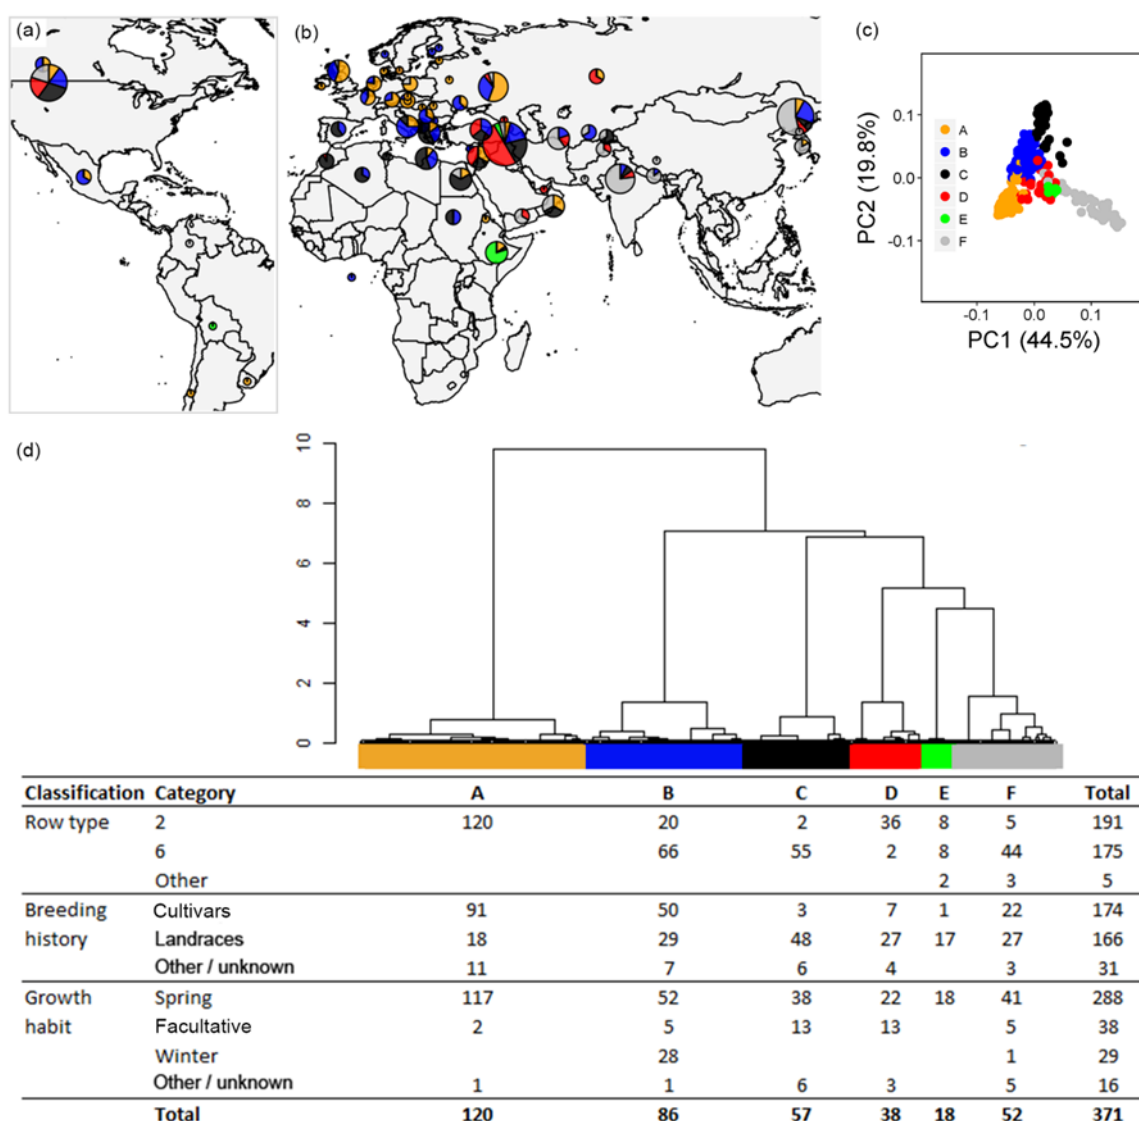 (a)
(b)
(c)
0.1
0.0
-0.1
A
B
C
D
E
F
PC2 (19.8%)
-0.1 0.0 0.1
PC1 (44.5%)
(d)
10
8
6
4
2
0
Classification Category A B C D E F Total
Row type 2 120 20 2 36 8 5 191
6 66 55 2 8 44 175
Other 2 3 5
Breeding Cultivars 91 50 3 7 1 22 174
history Landraces 18 29 48 27 17 27 166
Other / unknown 11 7 6 4 3 31
Growth Spring 117 52 38 22 18 41 288
habit Facultative 2 5 13 13 5 38
Winter 28 1 29
Other / unknown 1 1 6 3 5 16
Total 120 86 57 38 18 52 371